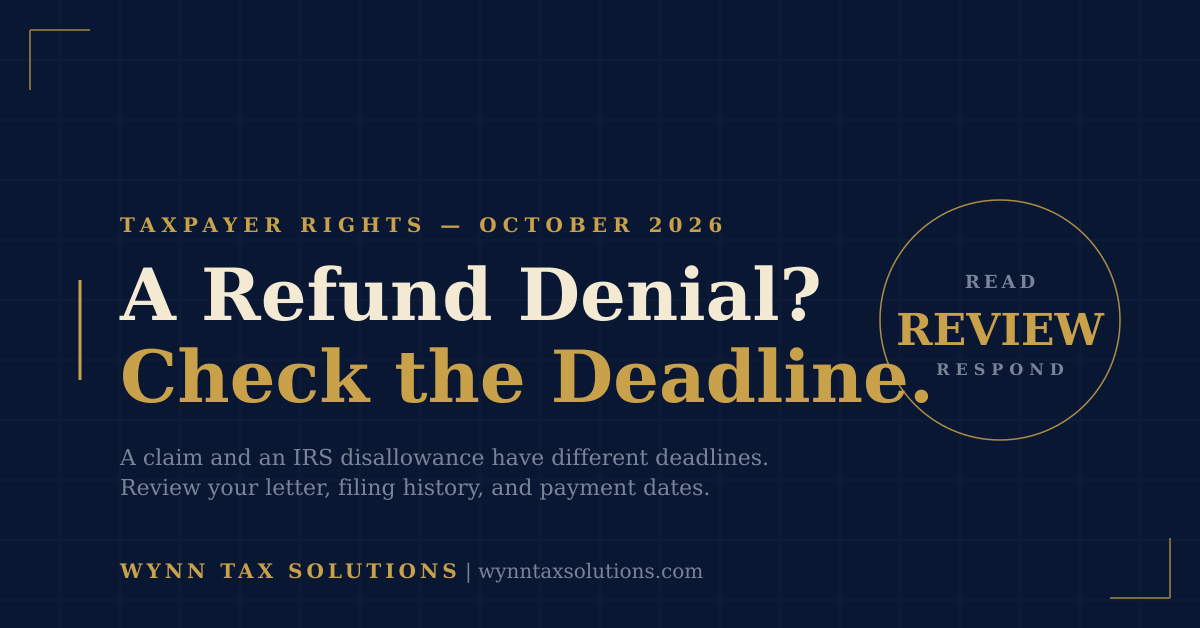 TAXPAYER RIGHTS — OCTOBER 2026
A Refund Denial?
Check the Deadline.
A claim and an IRS disallowance have different deadlines.
Review your letter, filing history, and payment dates.
WYNN TAX SOLUTIONS | wynntaxsolutions.com
READ
REVIEW
RESPOND